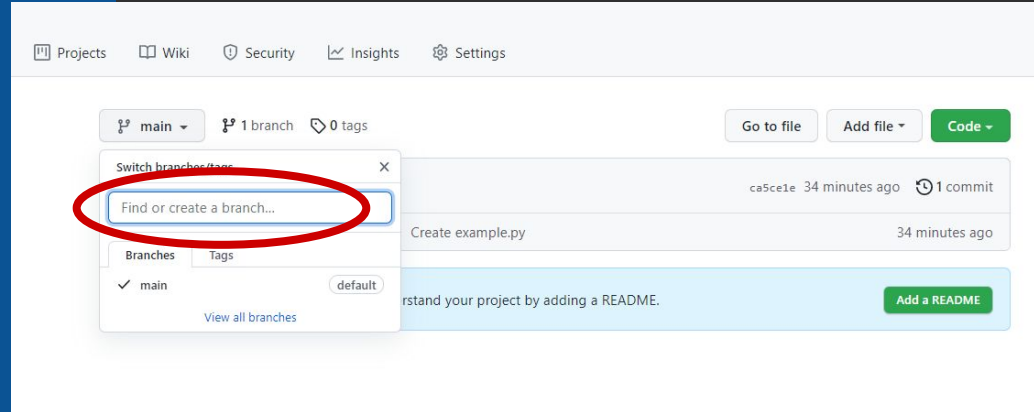 Projects Wiki Security Insights Settings
main 1 branch 0 tags Go to file Add file Code
Switch branches/tags
ca5ce1e 34 minutes ago 1 commit
Find or create a branch...
Create example.py 34 minutes ago
Branches Tags
main default
rstand your project by adding a README. Add a README
View all branches